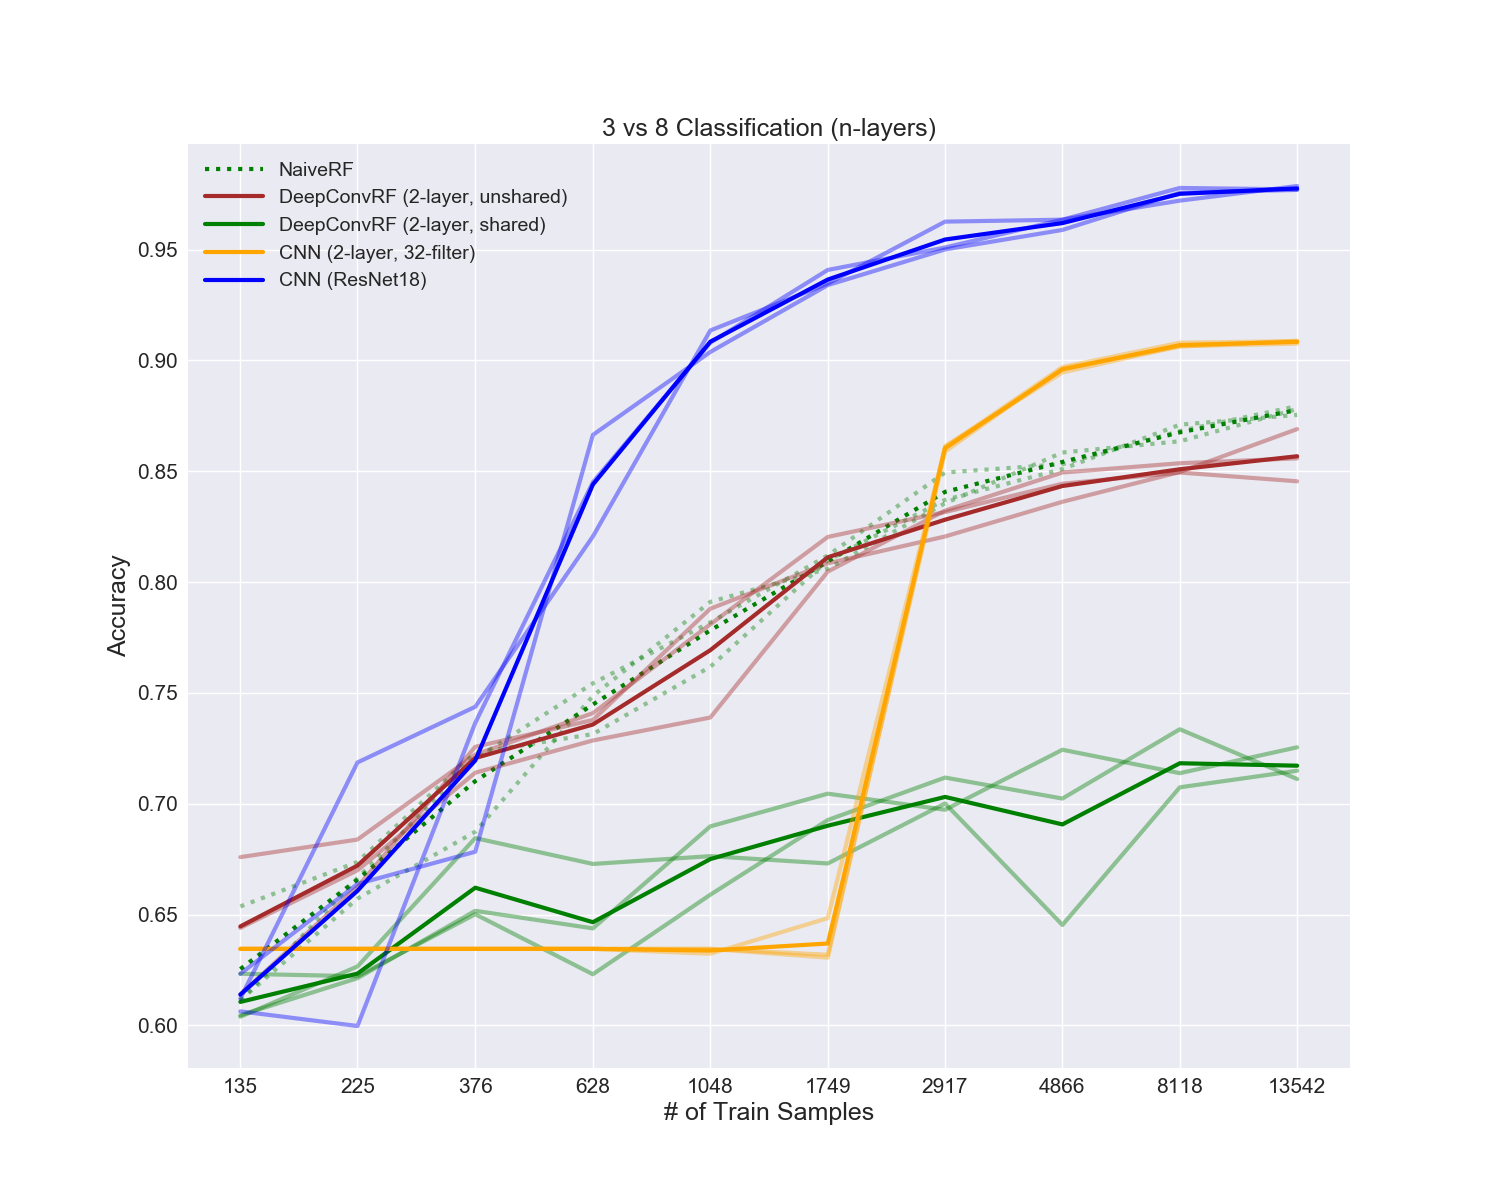 3 vs 8 Classification (n-layers)
NaiveRF
DeepConvRF (2-layer, unshared)
DeepConvRF (2-layer, shared)
CNN (2-layer, 32-filter)
CNN (ResNet18)
0.95
0.90
0.85
0.80
0.75
0.70
0.65
0.60
Accuracy
135 225 376 628 1048 1749 2917 4866 8118 13542
# of Train Samples